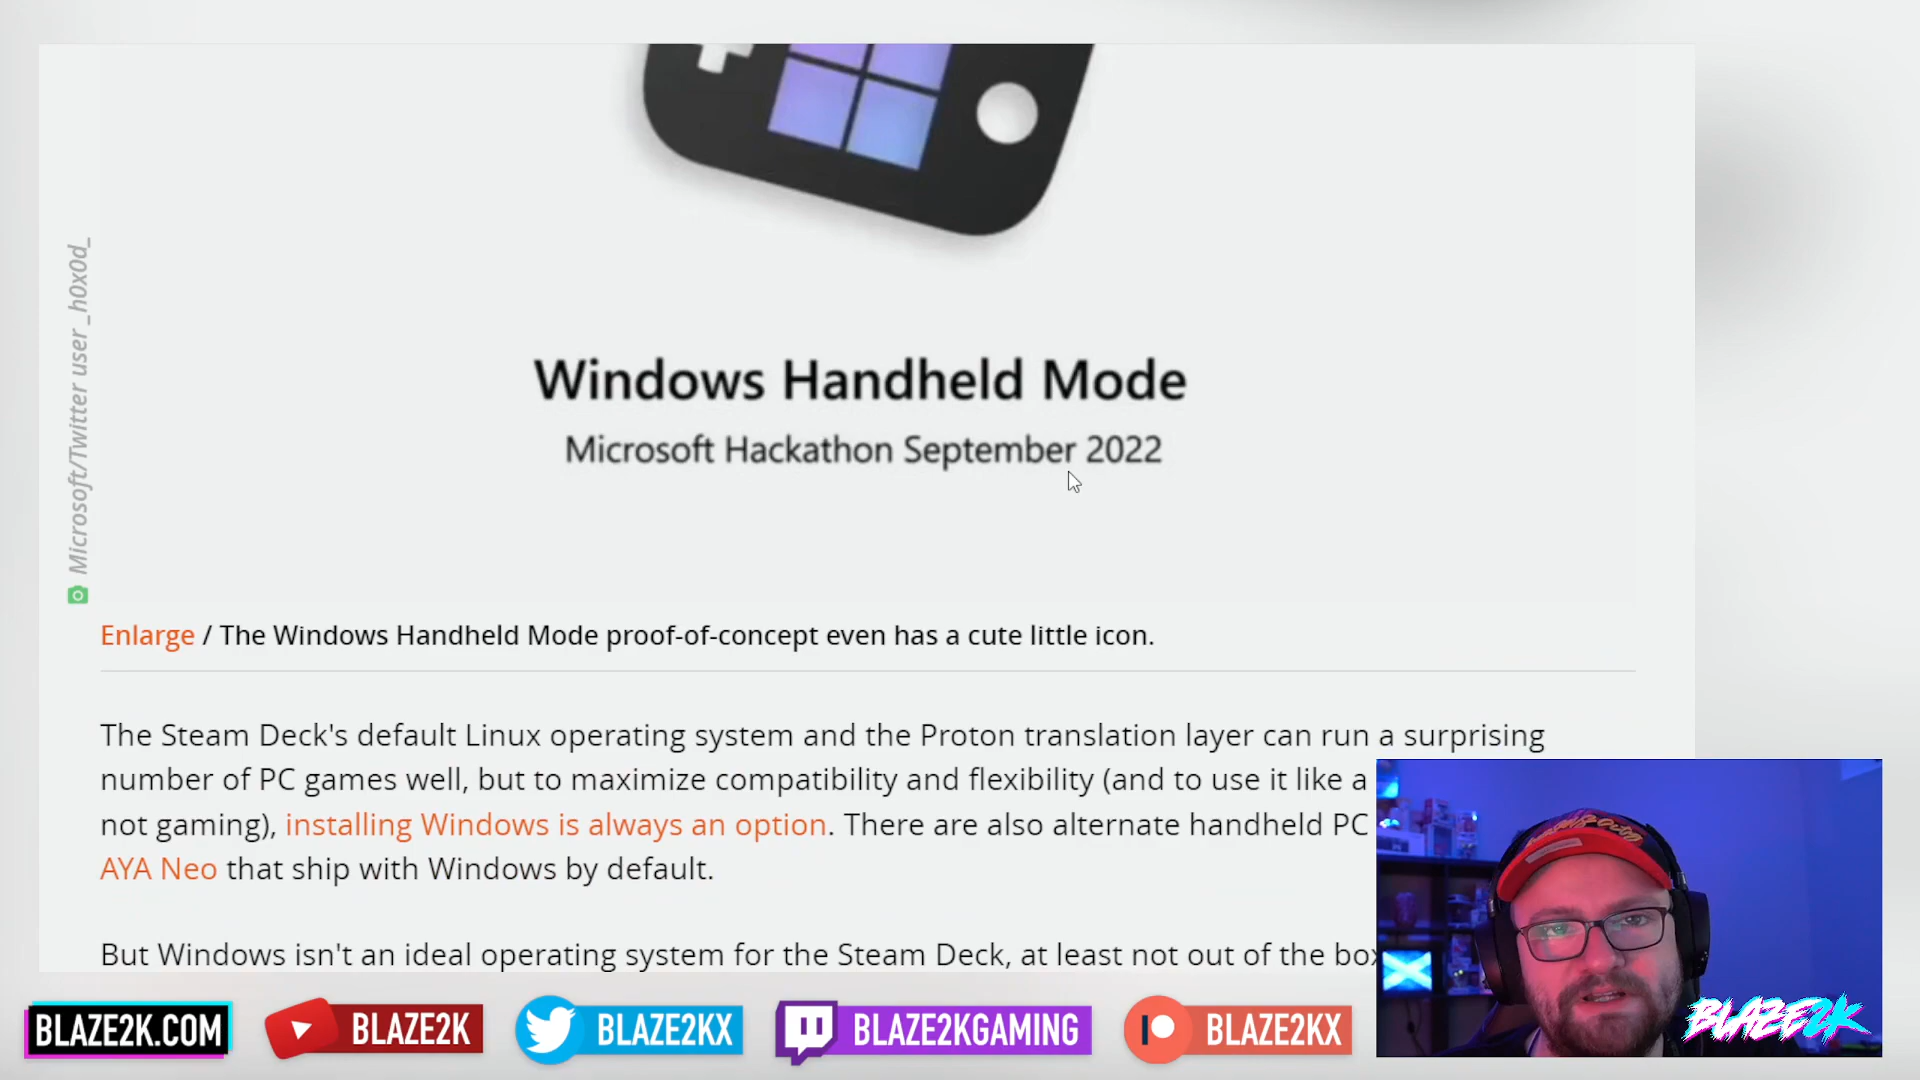 Microsoft/Twitter user _h0x0d_
Windows Handheld Mode
Microsoft Hackathon September 2022
Enlarge / The Windows Handheld Mode proof-of-concept even has a cute little icon.
The Steam Deck's default Linux operating system and the Proton translation layer can run a surprising
number of PC games well, but to maximize compatibility and flexibility (and to use it like a
not gaming), installing Windows is always an option. There are also alternate handheld PC
AYA Neo that ship with Windows by default.
But Windows isn't an ideal operating system for the Steam Deck, at least not out of the box
BLAZE2K.COM
BLAZE2K
BLAZE2KX
BLAZE2KGAMING
BLAZE2KX
BLAZE2K